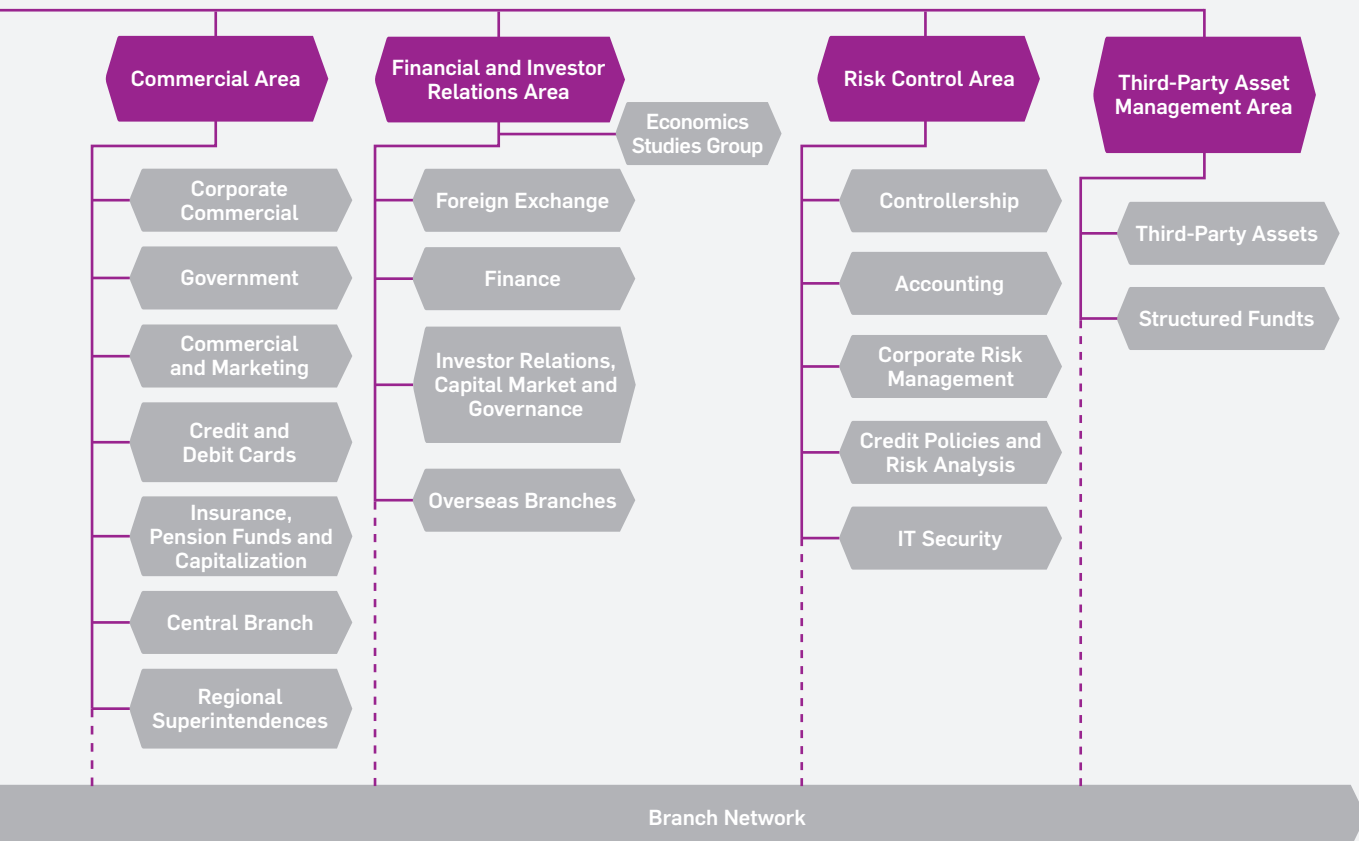 Commercial Area
Financial and Investor
Relations Area
Risk Control Area
Third-Party Asset
Management Area
Economics
Studies Group
Corporate
Commercial
Government
Commercial
and Marketing
Credit and
Debit Cards
Insurance,
Pension Funds and
Capitalization
Central Branch
Regional
Superintendences
Foreign Exchange
Finance
Investor Relations,
Capital Market and
Governance
Overseas Branches
Controllership
Accounting
Corporate Risk
Management
Credit Policies and
Risk Analysis
IT Security
Third-Party Assets
Structured Fundts
Branch Network